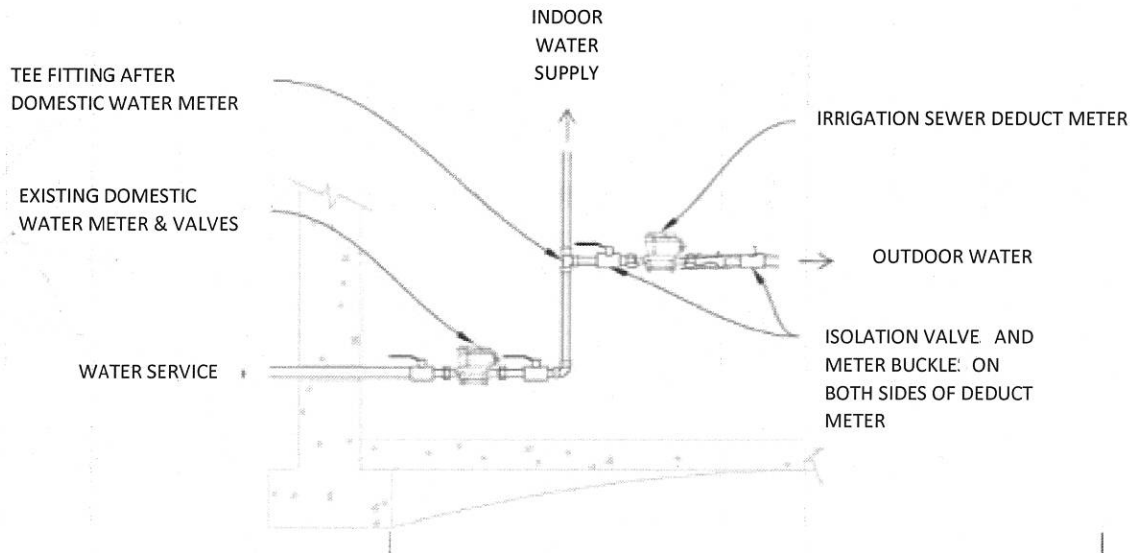 INDOOR
WATER
SUPPLY
TEE FITTING AFTER
DOMESTIC WATER METER
IRRIGATION SEWER DEDUCT METER
EXISTING DOMESTIC
WATER METER & VALVES
OUTDOOR WATER
WATER SERVICE
ISOLATION VALVE AND
METER BUCKLE: ON
BOTH SIDES OF DEDUCT
METER